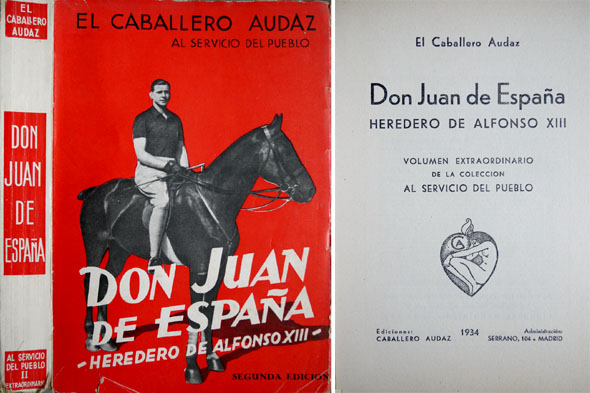 EL
CABALLERO
AUDAZ
DON
JUAN
DE
ESPAÑA
AL SERVICIO
DEL PUEBLO
II
EXTRAORDINARIO
EL CABALLERO AUDAZ
AL SERVICIO DEL PUEBLO
DON JUAN
DE ESPAÑA
-HEREDERO DE ALFONSO XIII-
SEGUNDA EDICION
El Caballero Audaz
Don Juan de España
HEREDERO DE ALFONSO XIII
VOLUMEN EXTRAORDINARIO
DE LA COLECCION
AL SERVICIO DEL PUEBLO
Ediciones:
CABALLERO AUDAZ
1934
Administración:
SERRANO, 104 - MADRID